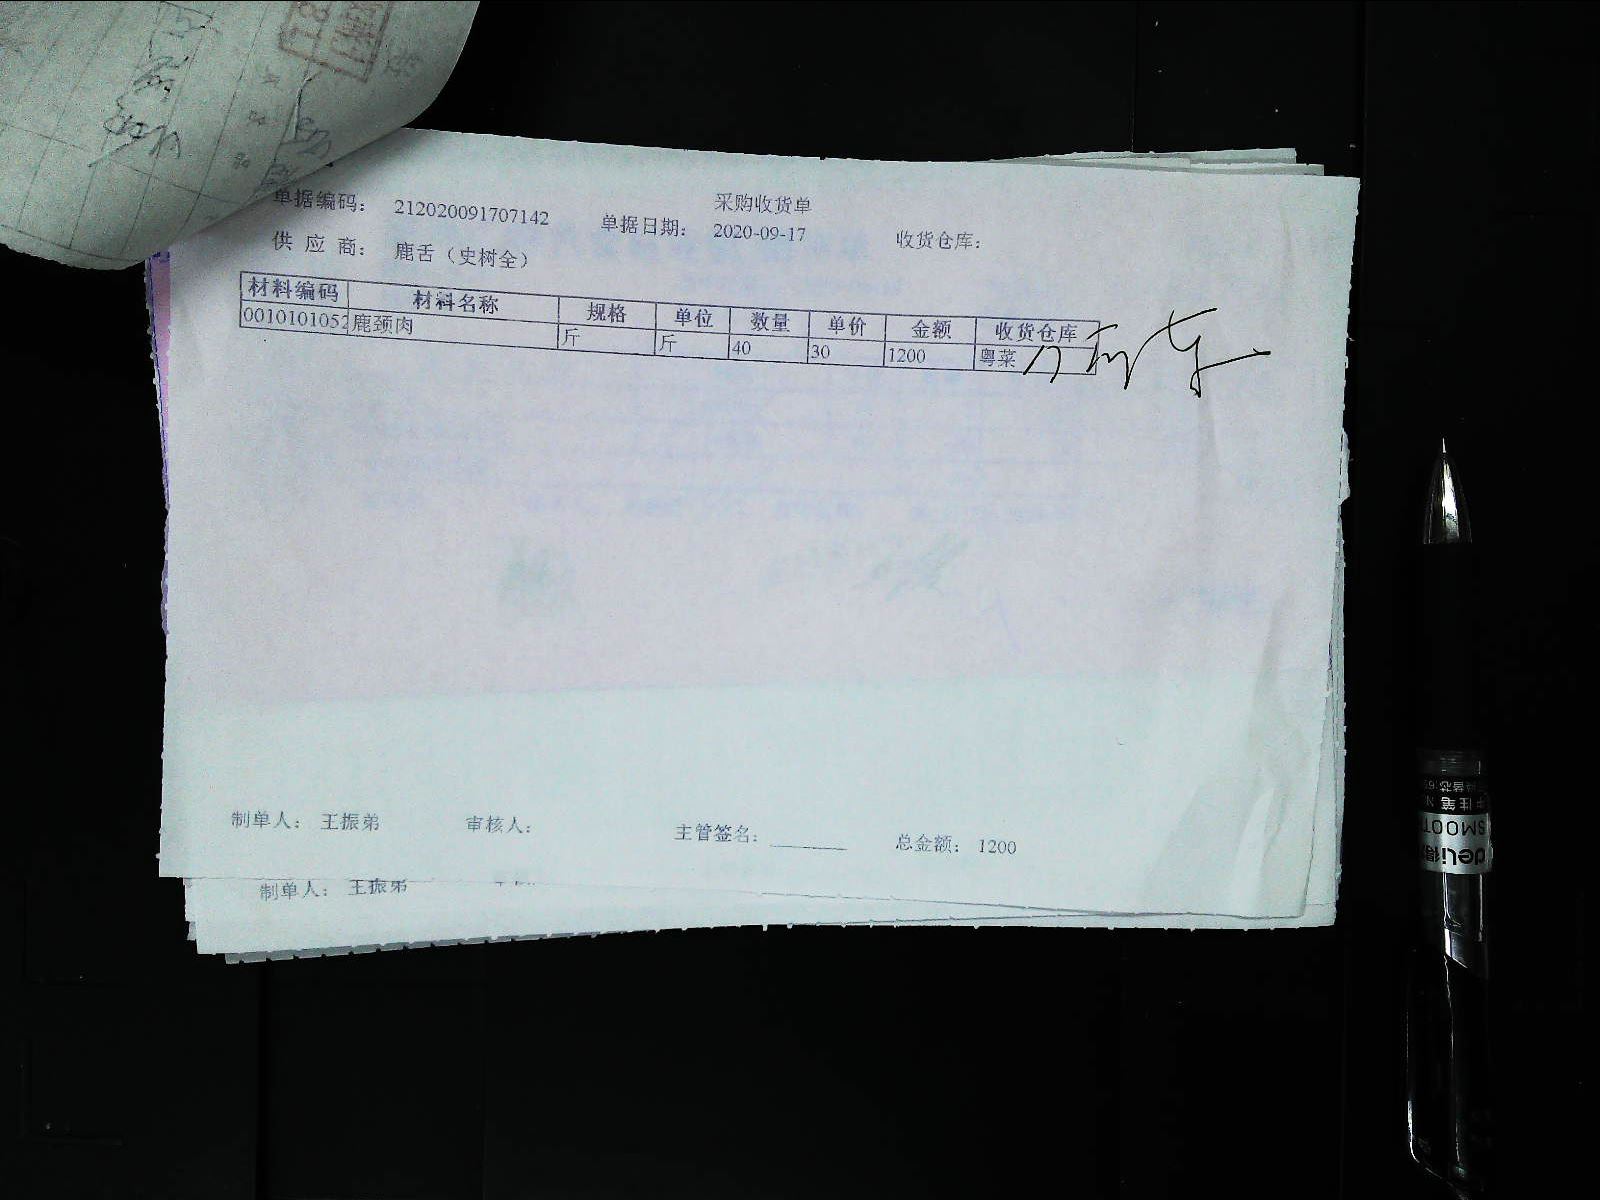 采购收货单
单据编码： 212020091707142 单据日期： 2020-09-17 收货仓库：
供 应 商： 鹿舌（史树全）
材料编码 材料名称 规格 单位 数量 单价 金额 收货仓库
0010101052 鹿颈肉 斤 斤 40 30 1200 粤菜
制单人： 王振弟 审核人： 主管签名： 总金额： 1200
制单人： 王振弟
deli
SMOOT